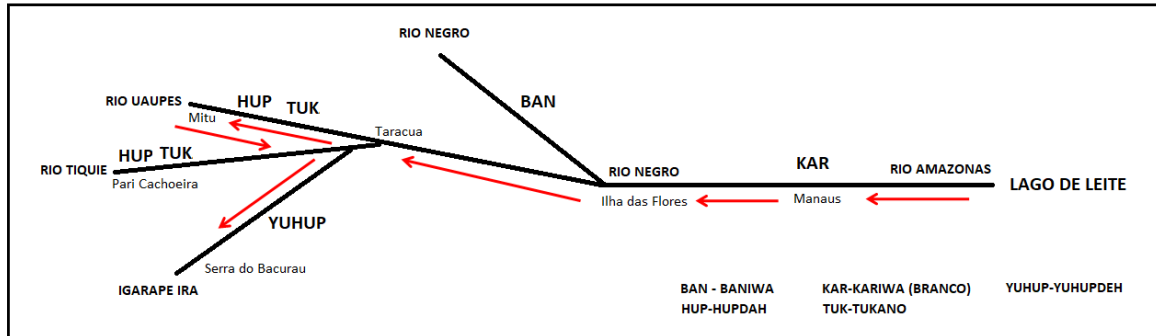 RIO NEGRO
BAN
HUP TUK
RIO UAUPES
Mitu
Taracua
HUP TUK
RIO TIQUIE
Pari Cachoeira
RIO NEGRO
KAR
RIO AMAZONAS
LAGO DE LEITE
Ilha das Flores
Manaus
YUHUP
Serra do Bacurau
IGARAPE IRA
BAN - BANIWA
KAR-KARIWA (BRANCO)
YUHUP-YUHUPDEH
HUP-HUPDAH
TUK-TUKANO